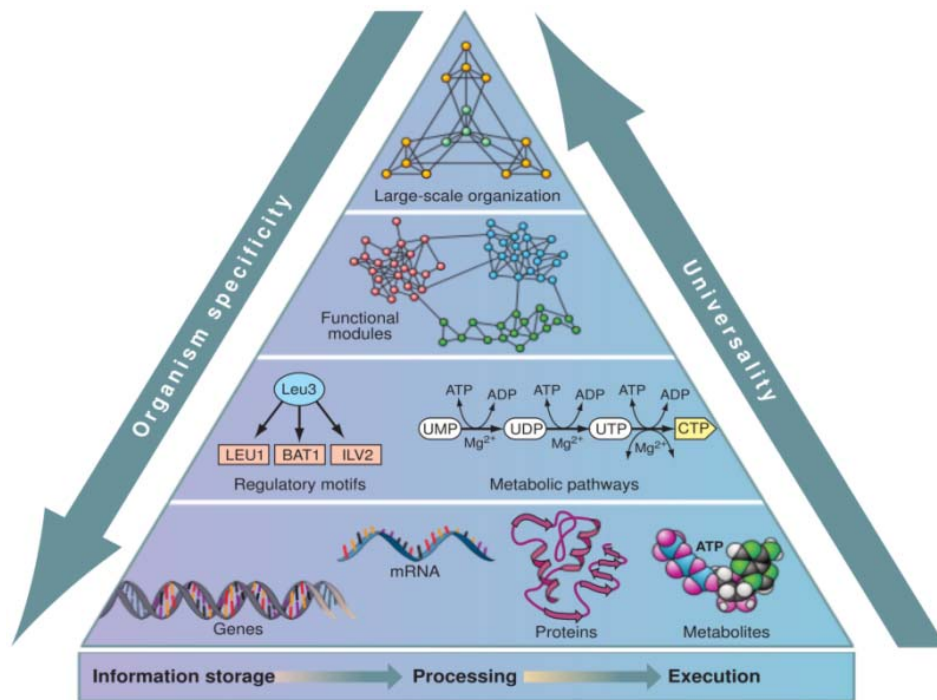 Large-scale organization
Organism specificity
Universality
Functional
modules
Leu3
LEU1 BAT1 ILV2
Regulatory motifs
ATP ADP ATP ADP ATP ADP
UMP UDP UTP CTP
Mg²⁺ Mg²⁺ Mg²⁺
Metabolic pathways
mRNA
ATP
Genes
Proteins
Metabolites
Information storage Processing Execution